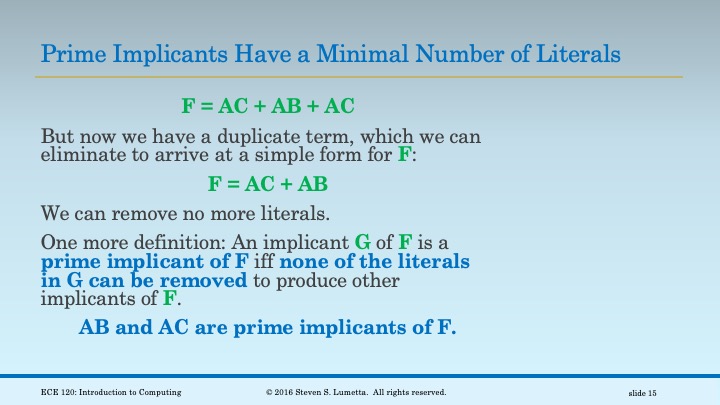 Prime Implicants Have a Minimal Number of Literals
F = AC + AB + AC
But now we have a duplicate term, which we can
eliminate to arrive at a simple form for F:
F = AC + AB
We can remove no more literals.
One more definition: An implicant G of F is a
prime implicant of F iff none of the literals
in G can be removed to produce other
implicants of F.
AB and AC are prime implicants of F.
ECE 120: Introduction to Computing
© 2016 Steven S. Lumetta. All rights reserved.
slide 15